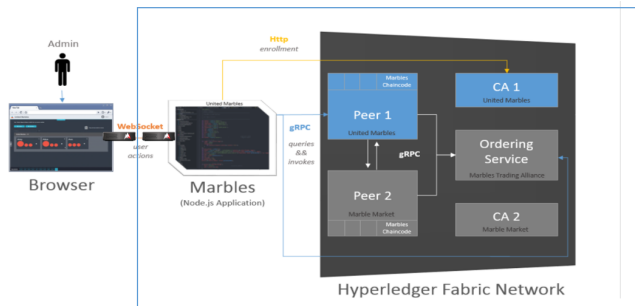 Admin
Browser
WebSocket
user
actions
United Marbles
Marbles
(Node.js Application)
Http
enrollment
gRPC
queries
&&
invokes
Marbles
Chaincode
Peer 1
United Marbles
gRPC
Peer 2
Marble Market
Marbles
Chaincode
CA 1
United Marbles
Ordering
Service
Marbles Trading Alliance
CA 2
Marble Market
Hyperledger Fabric Network